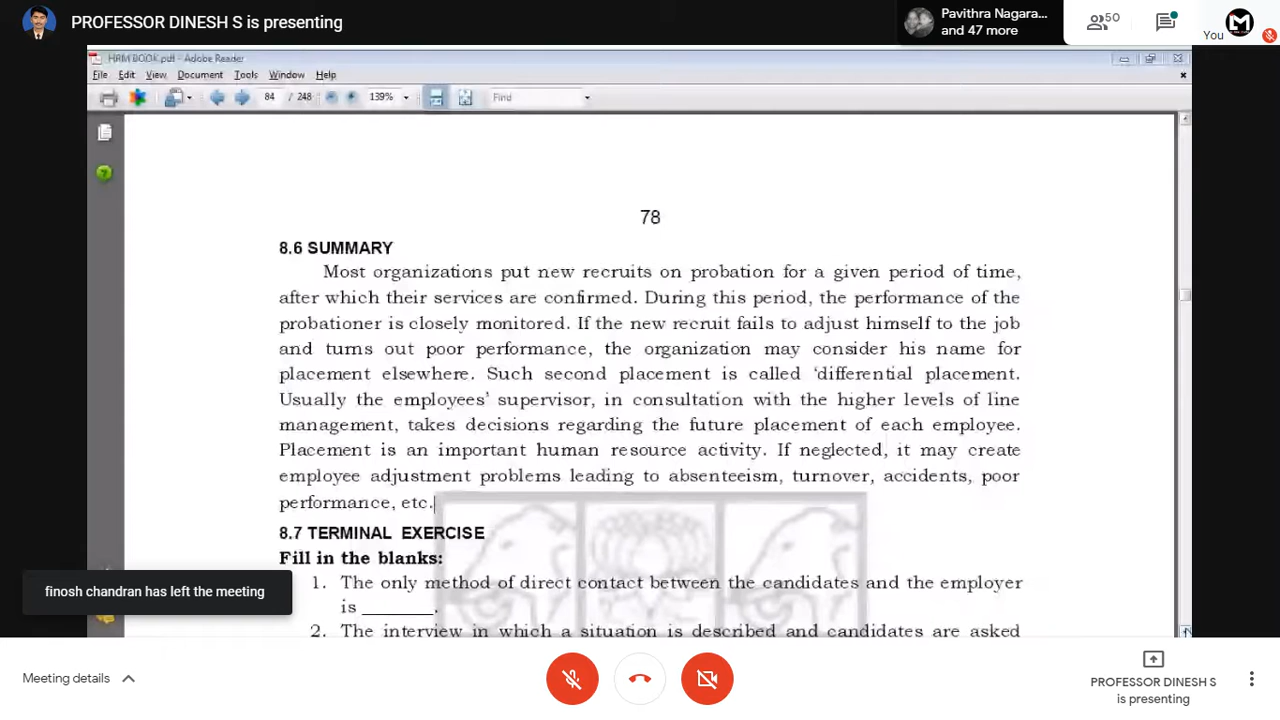 PROFESSOR DINESH S is presenting
Pavithra Nagara...
and 47 more
50
You
HRM BOOK.pdf - Adobe Reader
File Edit View Document Tools Window Help
84 / 248 139% Find
78
8.6 SUMMARY
Most organizations put new recruits on probation for a given period of time,
after which their services are confirmed. During this period, the performance of the
probationer is closely monitored. If the new recruit fails to adjust himself to the job
and turns out poor performance, the organization may consider his name for
placement elsewhere. Such second placement is called ‘differential placement.
Usually the employees’ supervisor, in consultation with the higher levels of line
management, takes decisions regarding the future placement of each employee.
Placement is an important human resource activity. If neglected, it may create
employee adjustment problems leading to absenteeism, turnover, accidents, poor
performance, etc.
8.7 TERMINAL EXERCISE
Fill in the blanks:
1. The only method of direct contact between the candidates and the employer
is _______.
2. The interview in which a situation is described and candidates are asked
finosh chandran has left the meeting
Meeting details
PROFESSOR DINESH S
is presenting